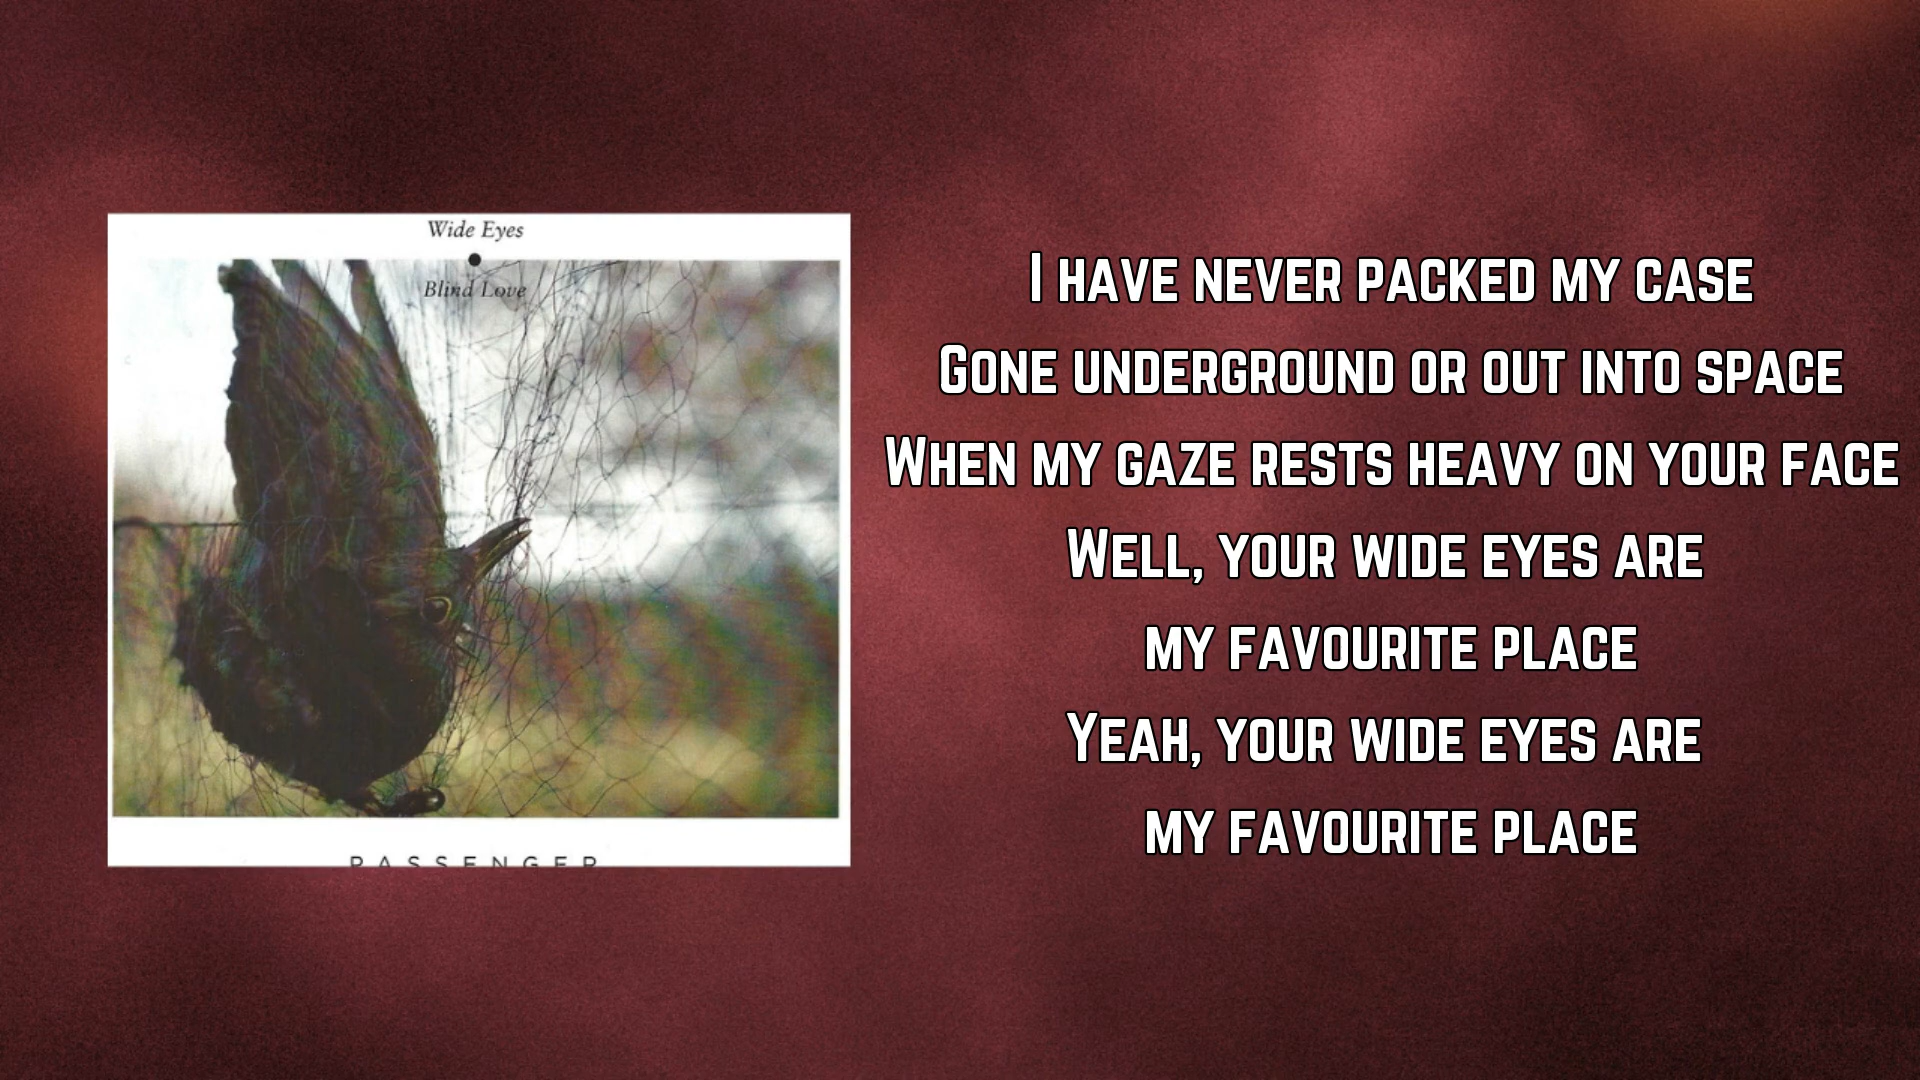 Wide Eyes
Blind Love
PASSENGER
I have never packed my case
Gone underground or out into space
When my gaze rests heavy on your face
Well, your wide eyes are
my favourite place
Yeah, your wide eyes are
my favourite place